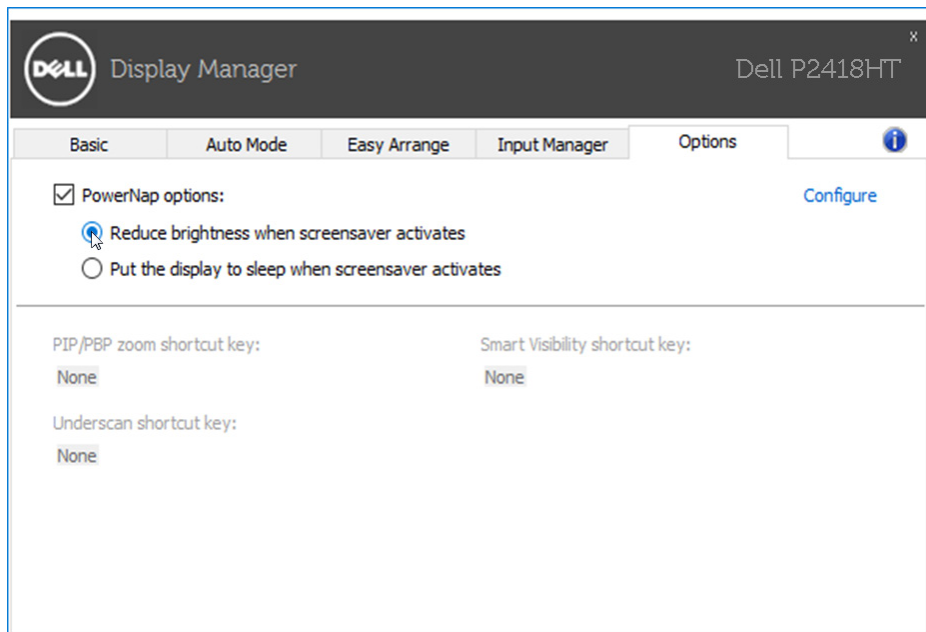 x
DELL Display Manager Dell P2418HT
Basic Auto Mode Easy Arrange Input Manager Options i
PowerNap options: Configure
Reduce brightness when screensaver activates
Put the display to sleep when screensaver activates
PIP/PBP zoom shortcut key: Smart Visibility shortcut key:
None None
Underscan shortcut key:
None